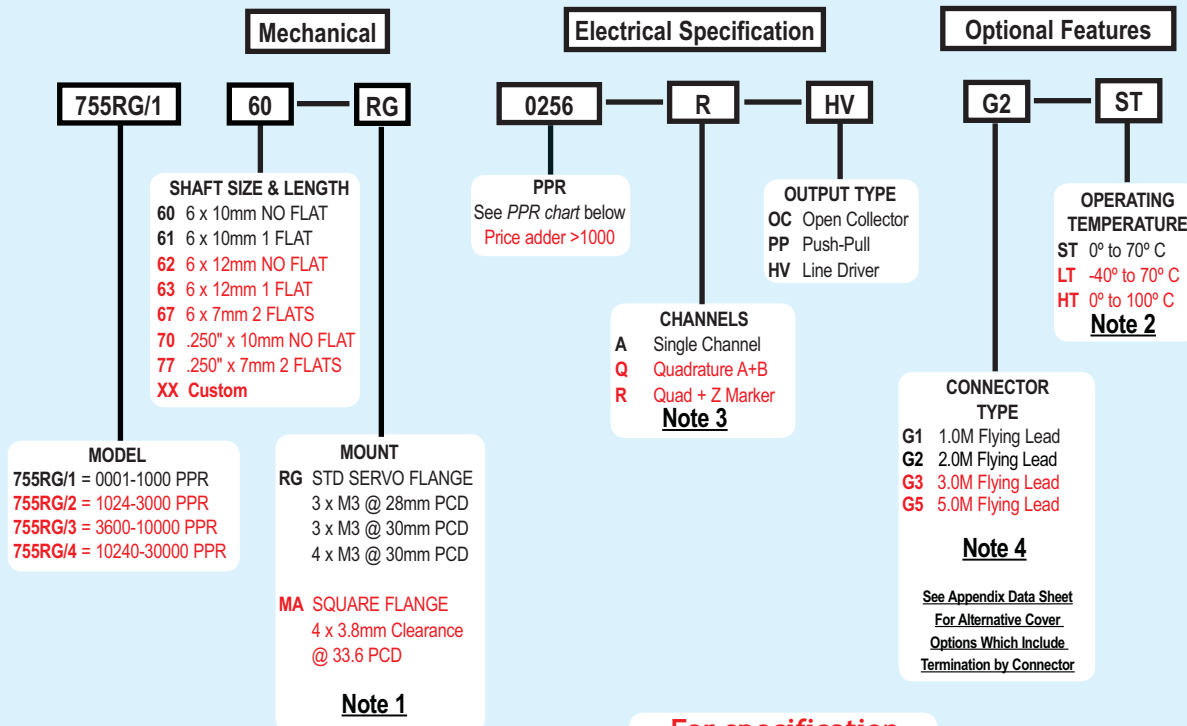 Mechanical
Electrical Specification
Optional Features
755RG/1
60
RG
0256
R
HV
G2
ST
SHAFT SIZE & LENGTH
60 6 x 10mm NO FLAT
61 6 x 10mm 1 FLAT
62 6 x 12mm NO FLAT
63 6 x 12mm 1 FLAT
67 6 x 7mm 2 FLATS
70 .250" x 10mm NO FLAT
77 .250" x 7mm 2 FLATS
XX Custom
PPR
See PPR chart below
Price adder >1000
OUTPUT TYPE
OC Open Collector
PP Push-Pull
HV Line Driver
OPERATING
TEMPERATURE
ST 0º to 70º C
LT -40º to 70º C
HT 0º to 100º C
Note 2
CHANNELS
A Single Channel
Q Quadrature A+B
R Quad + Z Marker
Note 3
CONNECTOR
TYPE
G1 1.0M Flying Lead
G2 2.0M Flying Lead
G3 3.0M Flying Lead
G5 5.0M Flying Lead
Note 4
See Appendix Data Sheet
For Alternative Cover
Options Which Include
Termination by Connector
MODEL
755RG/1 = 0001-1000 PPR
755RG/2 = 1024-3000 PPR
755RG/3 = 3600-10000 PPR
755RG/4 = 10240-30000 PPR
MOUNT
RG STD SERVO FLANGE
3 x M3 @ 28mm PCD
3 x M3 @ 30mm PCD
4 x M3 @ 30mm PCD
MA SQUARE FLANGE
4 x 3.8mm Clearance
@ 33.6 PCD
Note 1
For specification